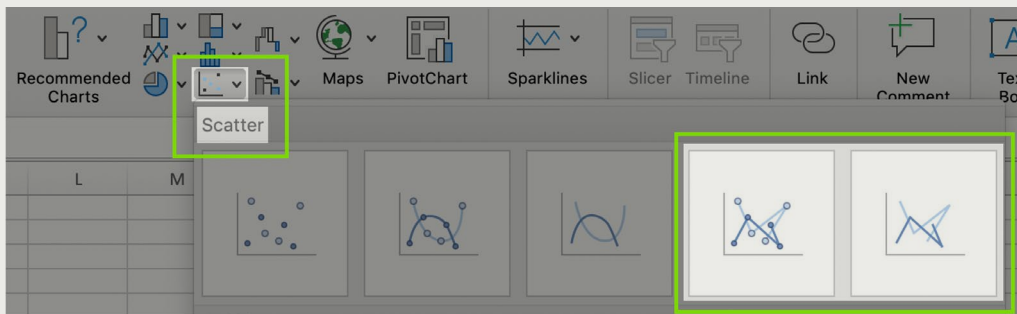 Recommended
Charts
Maps
PivotChart
Sparklines
Slicer
Timeline
Link
New
Comment
Scatter
L
M